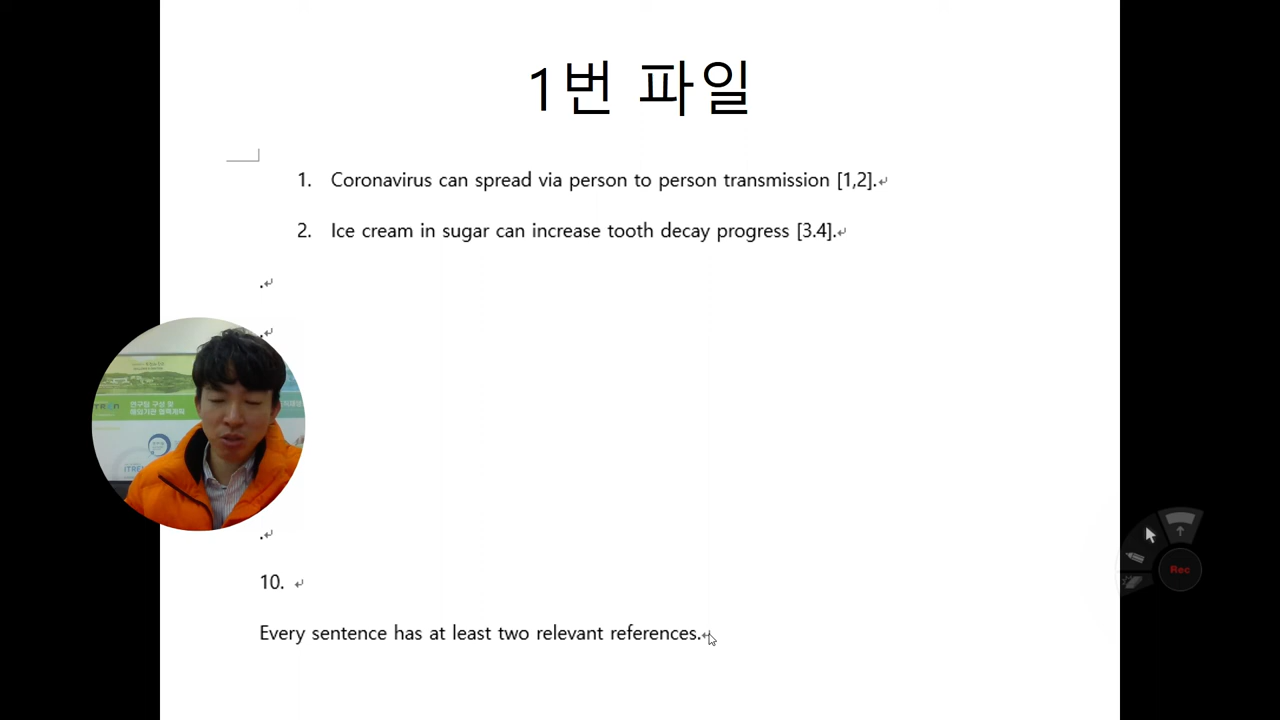 1번 파일
1. Coronavirus can spread via person to person transmission [1,2].
2. Ice cream in sugar can increase tooth decay progress [3.4].
.
.
.
10.
Every sentence has at least two relevant references.
Rec